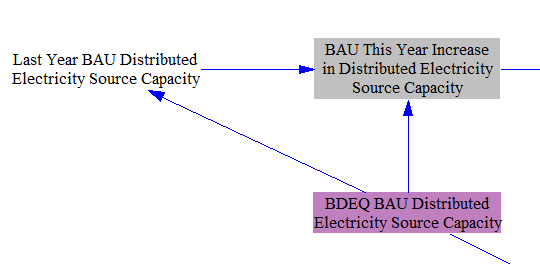 Last Year BAU Distributed
Electricity Source Capacity
BAU This Year Increase
in Distributed Electricity
Source Capacity
BDEQ BAU Distributed
Electricity Source Capacity